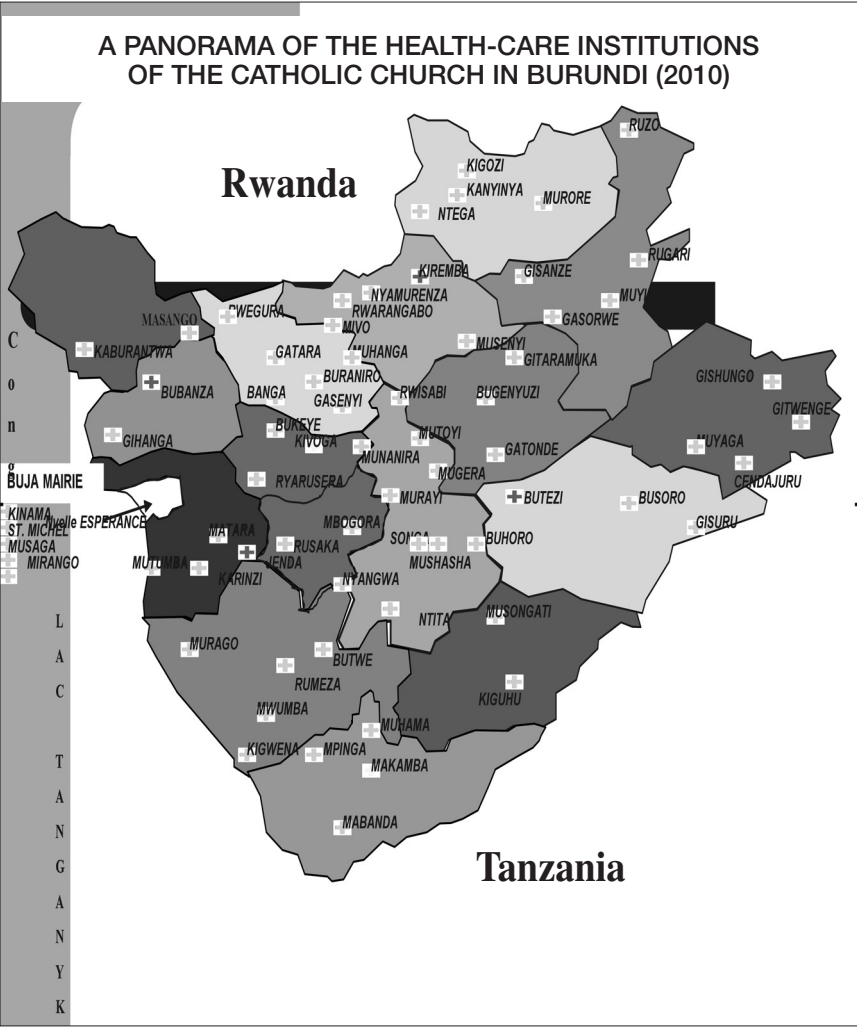 A PANORAMA OF THE HEALTH-CARE INSTITUTIONS
OF THE CATHOLIC CHURCH IN BURUNDI (2010)
Rwanda
RUZO
KIGOZI
KANYINYA
MURORE
NTEGA
RUGARI
KIREMBA
GISANZE
NYAMURENZA
MUYI
RWARANGABO
RWEGURA
MASANGO
GASORWE
MIVO
MUSENYI
KABURANTWA
GATARA
MUHANGA
GITARAMUKA
BURANIRO
GISHUNGO
BUBANZA
BANGA
GASENYI
RWISABI
BUGENYUZI
GITWENGE
BUKEYE
KIVOGA
MUTOYI
GIHANGA
MUNANIRA
GATONDE
MUYAGA
MUGERA
RYARUSERA
CENDAJURU
BUJA MAIRIE
MURAYI
BUTEZI
BUSORO
KINAMA
Nvelle ESPERANCE
MBOGORA
GISURU
ST. MICHEL
MATARA
MUSAGA
RUSAKA
SONGA
BUHORO
MIRANGO
MUTUMBA
JENDA
MUSHASHA
KARINZI
NYANGWA
MUSONGATI
NTITA
MURAGO
BUTWE
RUMEZA
KIGUHU
MWUMBA
MUHAMA
KIGWENA
MPINGA
MAKAMBA
MABANDA
Tanzania
C
o
n
g
L
A
C
T
A
N
G
A
N
Y
K